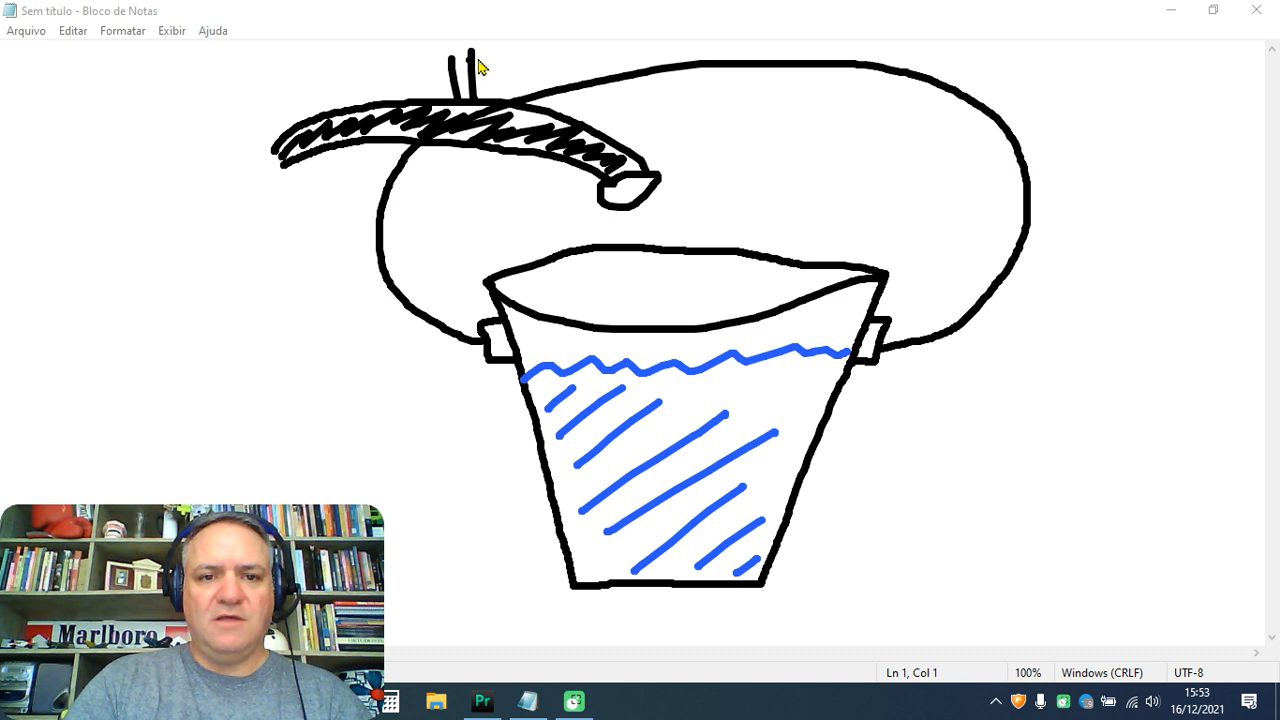 Sem título - Bloco de Notas
Arquivo Editar Formatar Exibir Ajuda
Marlboro
Ln 1, Col 1 100% Windows (CRLF) UTF-8
Pr
15:53
16/12/2021